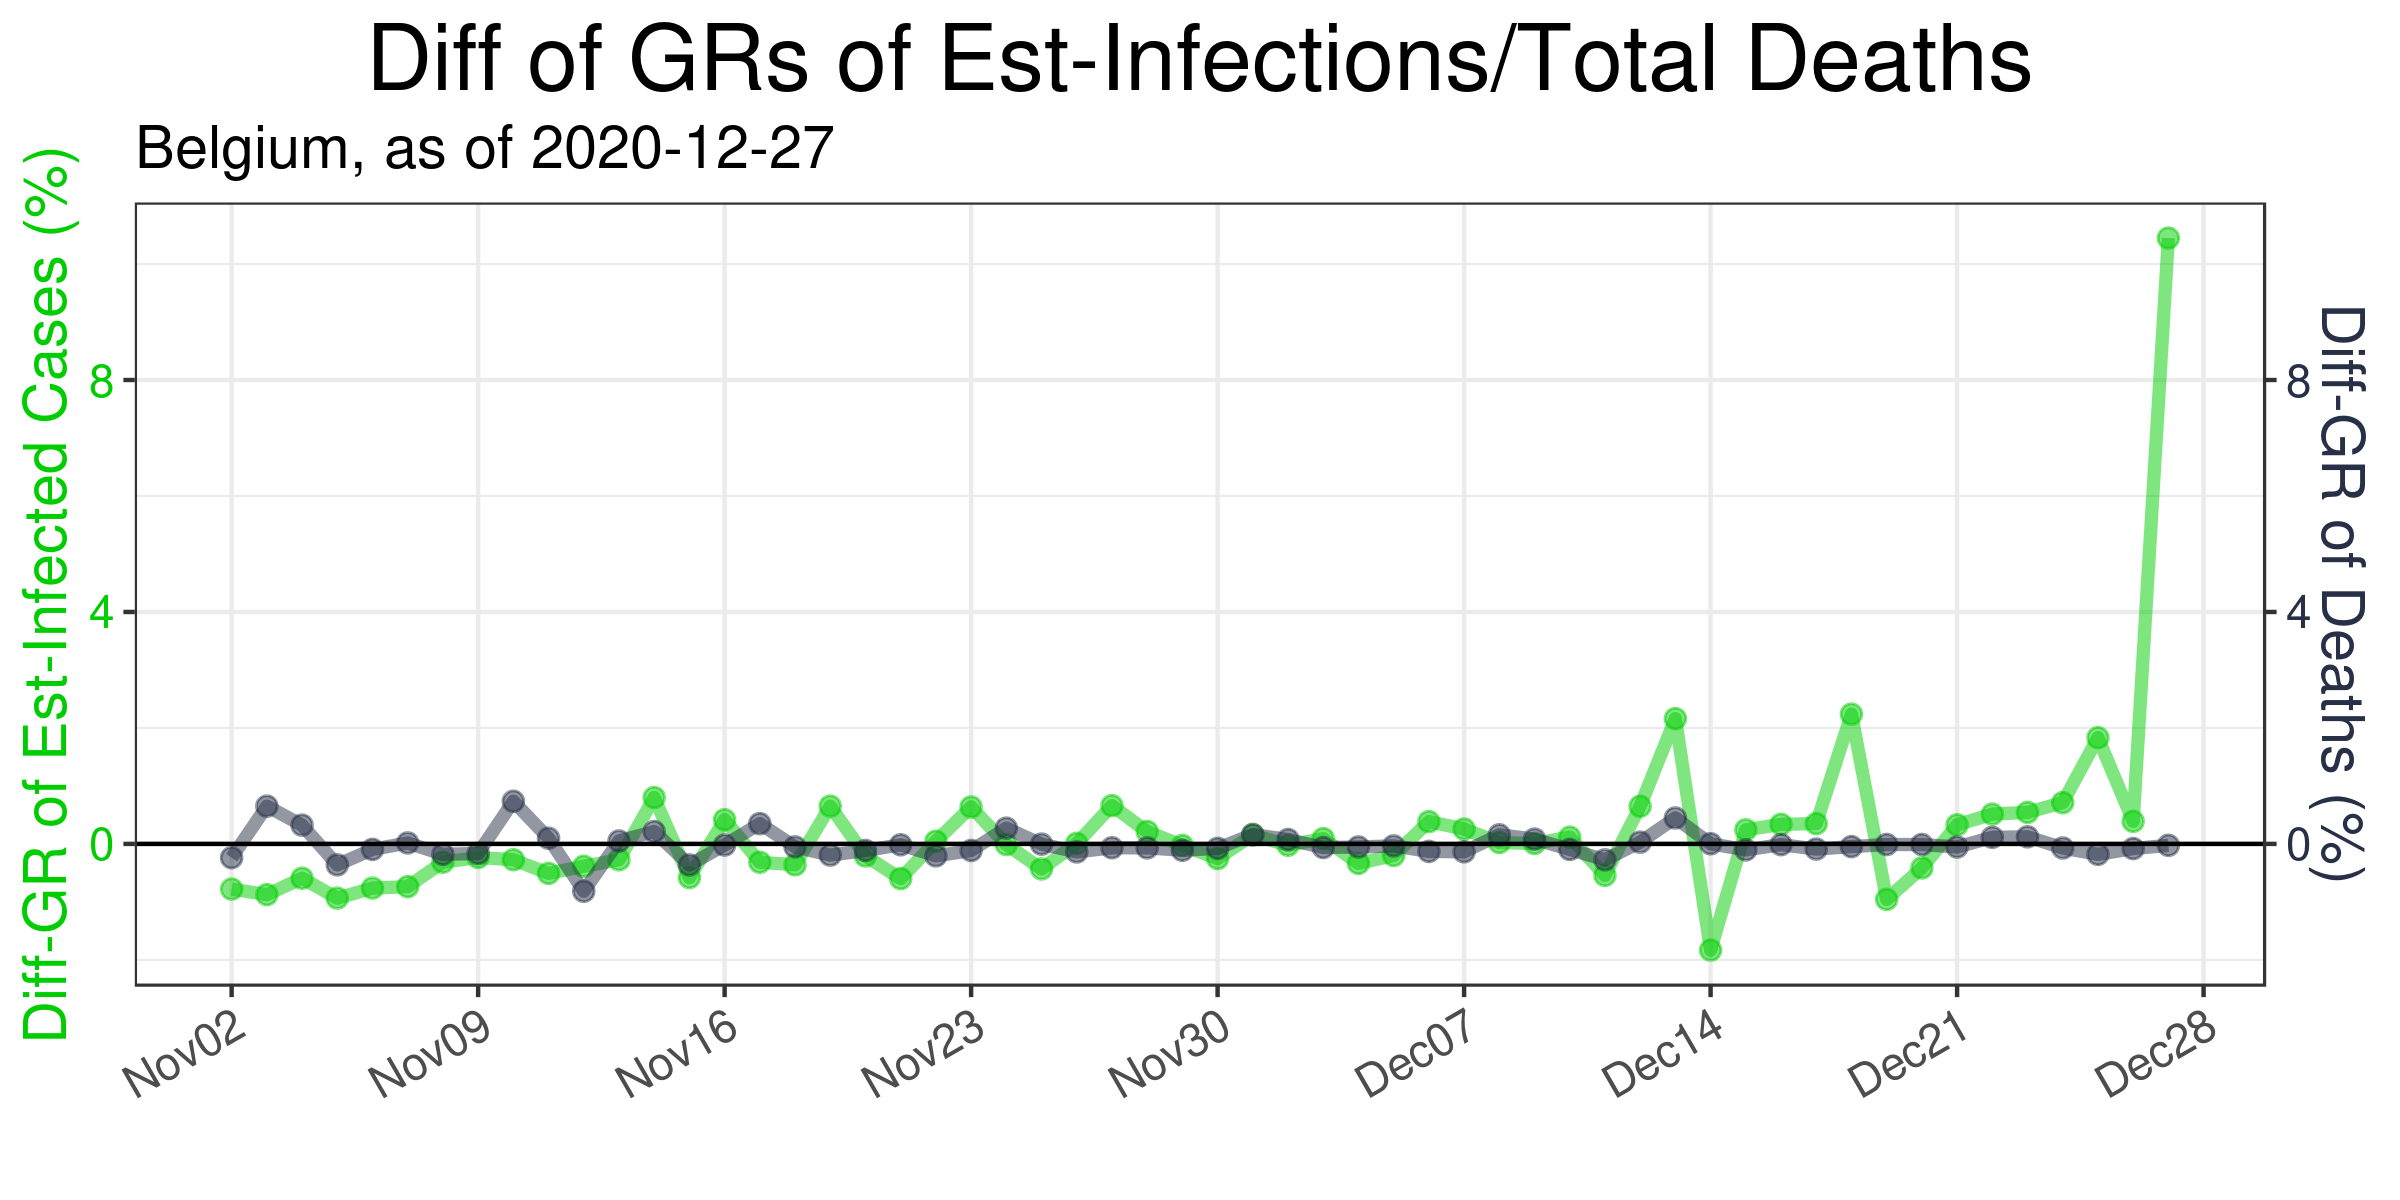 Diff of GRs of Est-Infections/Total Deaths
Belgium, as of 2020-12-27
Diff-GR of Est-Infected Cases (%)
8
4
0
8
4
0
Diff-GR of Deaths (%)
Nov02
Nov09
Nov16
Nov23
Nov30
Dec07
Dec14
Dec21
Dec28